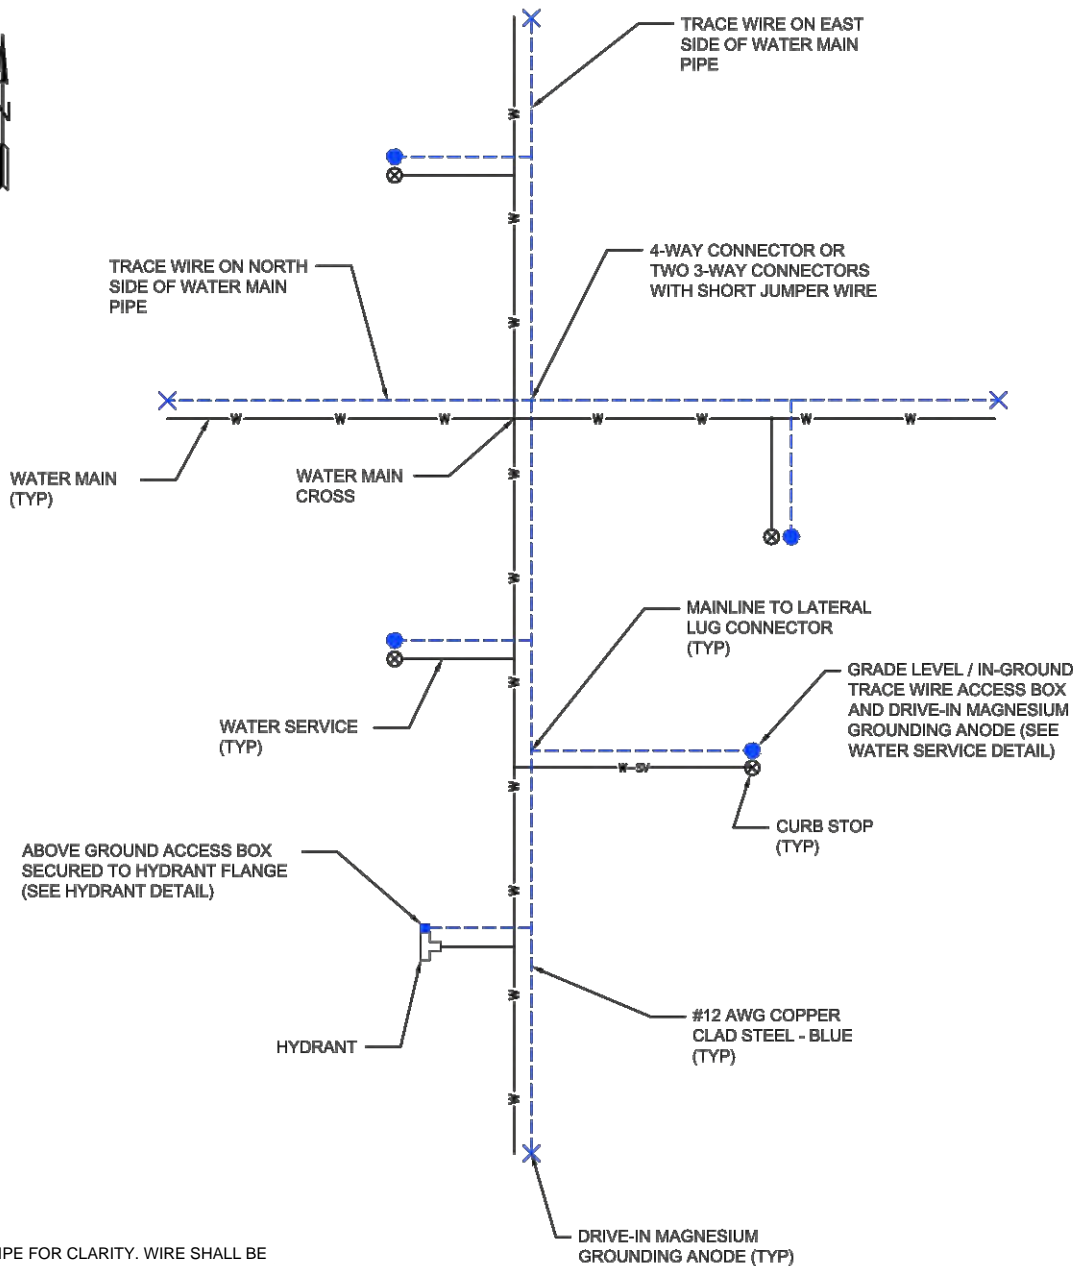 TRACE WIRE ON EAST
SIDE OF WATER MAIN
PIPE
4-WAY CONNECTOR OR
TWO 3-WAY CONNECTORS
WITH SHORT JUMPER WIRE
TRACE WIRE ON NORTH
SIDE OF WATER MAIN
PIPE
W
W
W
W
W
W
W
W
W
W
WATER MAIN
(TYP)
WATER MAIN
CROSS
W
W
MAINLINE TO LATERAL
LUG CONNECTOR
(TYP)
W
GRADE LEVEL / IN-GROUND
TRACE WIRE ACCESS BOX
AND DRIVE-IN MAGNESIUM
GROUNDING ANODE (SEE
WATER SERVICE DETAIL)
WATER SERVICE
(TYP)
W-SV
W
CURB STOP
(TYP)
ABOVE GROUND ACCESS BOX
SECURED TO HYDRANT FLANGE
(SEE HYDRANT DETAIL)
W
W
#12 AWG COPPER
CLAD STEEL - BLUE
(TYP)
HYDRANT
W
DRIVE-IN MAGNESIUM
GROUNDING ANODE (TYP)
IPE FOR CLARITY. WIRE SHALL BE